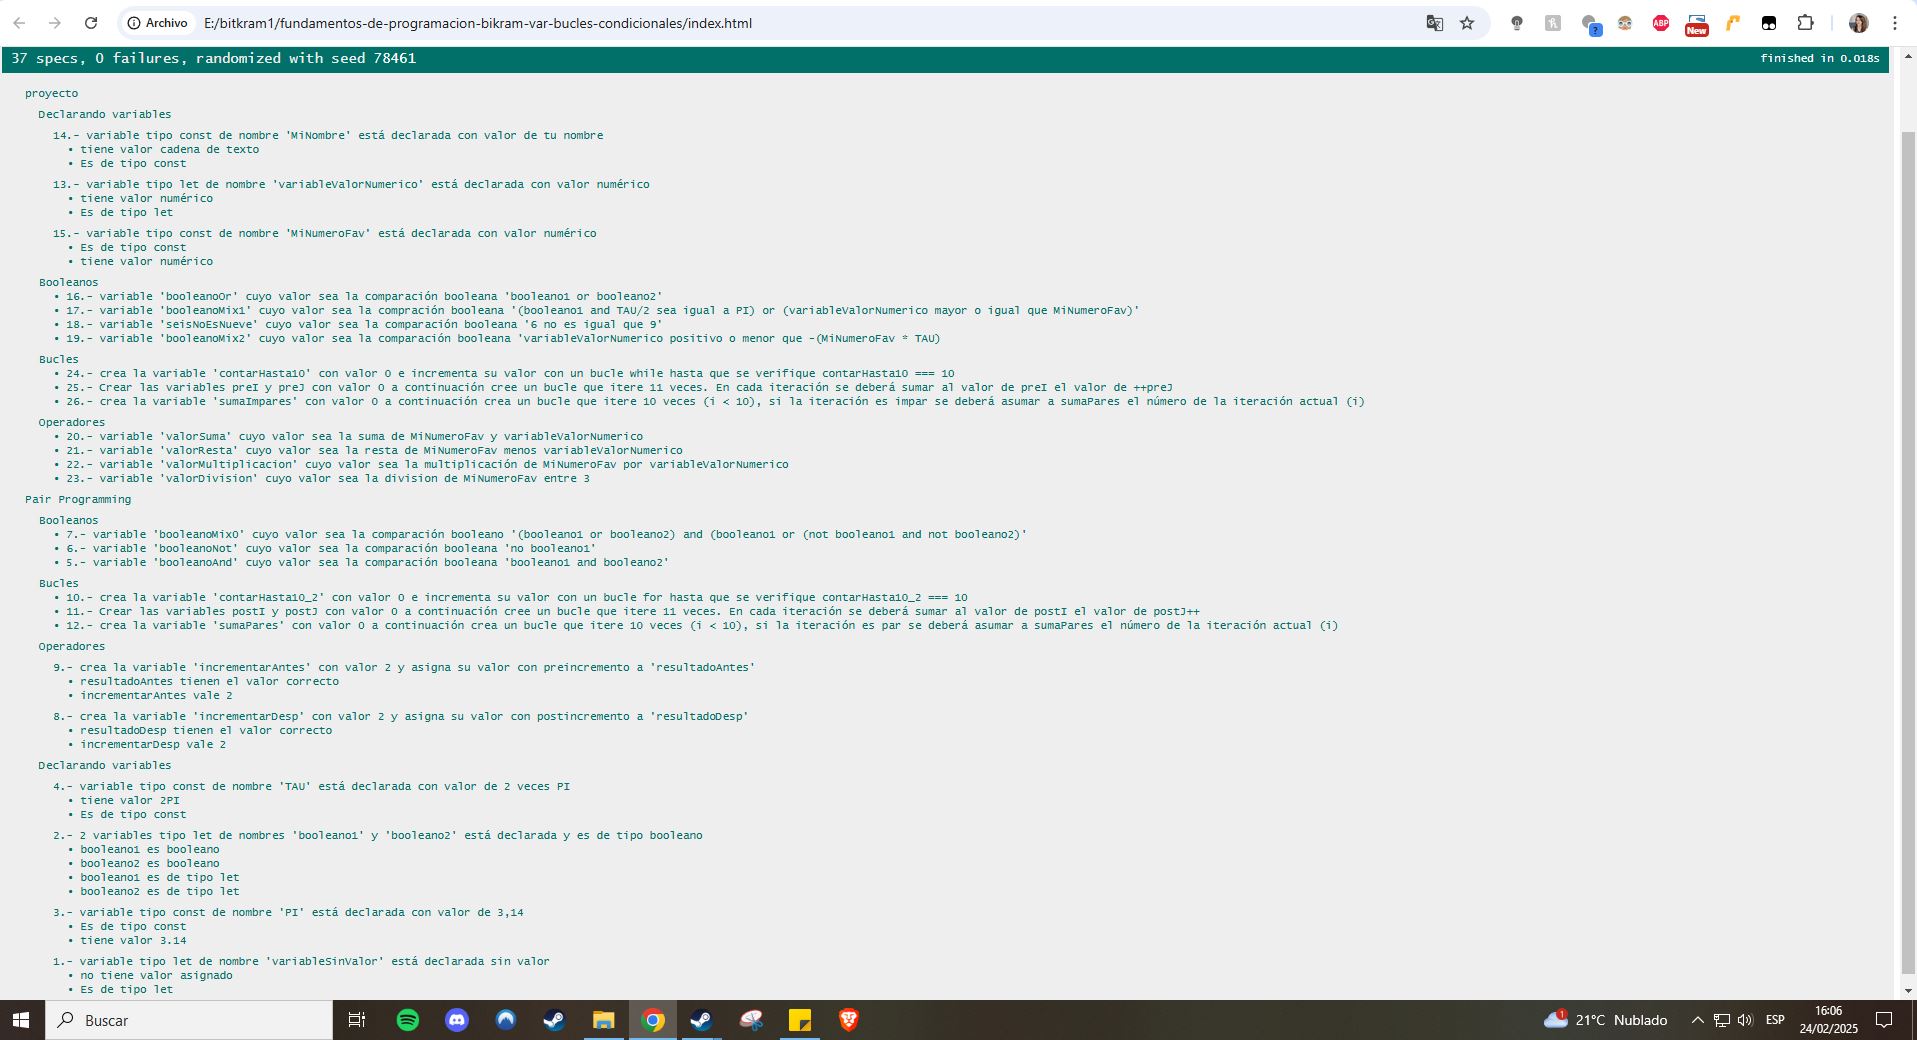 Archivo E:/bitkram1/fundamentos-de-programacion-bikram-var-bucles-condicionales/index.html
ABP
New
37 specs, 0 failures, randomized with seed 78461 finished in 0.018s
proyecto
Declarando variables
14.- variable tipo const de nombre 'MiNombre' está declarada con valor de tu nombre
• tiene valor cadena de texto
• Es de tipo const
13.- variable tipo let de nombre 'variableValorNumerico' está declarada con valor numérico
• tiene valor numérico
• Es de tipo let
15.- variable tipo const de nombre 'MiNumeroFav' está declarada con valor numérico
• Es de tipo const
• tiene valor numérico
Booleanos
• 16.- variable 'booleanoOr' cuyo valor sea la comparación booleana 'booleano1 or booleano2'
• 17.- variable 'booleanoMix1' cuyo valor sea la compración booleana '(booleano1 and TAU/2 sea igual a PI) or (variableValorNumerico mayor o igual que MiNumeroFav)'
• 18.- variable 'seisNoEsNueve' cuyo valor sea la comparación booleana '6 no es igual que 9'
• 19.- variable 'booleanoMix2' cuyo valor sea la comparación booleana 'variableValorNumerico positivo o menor que -(MiNumeroFav * TAU)
Bucles
• 24.- crea la variable 'contarHasta10' con valor 0 e incrementa su valor con un bucle while hasta que se verifique contarHasta10 === 10
• 25.- Crear las variables preI y preJ con valor 0 a continuación cree un bucle que itere 11 veces. En cada iteración se deberá sumar al valor de preI el valor de ++preJ
• 26.- crea la variable 'sumaImpares' con valor 0 a continuación crea un bucle que itere 10 veces (i < 10), si la iteración es impar se deberá asumar a sumaPares el número de la iteración actual (i)
Operadores
• 20.- variable 'valorSuma' cuyo valor sea la suma de MiNumeroFav y variableValorNumerico
• 21.- variable 'valorResta' cuyo valor sea la resta de MiNumeroFav menos variableValorNumerico
• 22.- variable 'valorMultiplicacion' cuyo valor sea la multiplicación de MiNumeroFav por variableValorNumerico
• 23.- variable 'valorDivision' cuyo valor sea la division de MiNumeroFav entre 3
Pair Programming
Booleanos
• 7.- variable 'booleanoMix0' cuyo valor sea la comparación booleano '(booleano1 or booleano2) and (booleano1 or (not booleano1 and not booleano2)'
• 6.- variable 'booleanoNot' cuyo valor sea la comparación booleana 'no booleano1'
• 5.- variable 'booleanoAnd' cuyo valor sea la comparación booleana 'booleano1 and booleano2'
Bucles
• 10.- crea la variable 'contarHasta10_2' con valor 0 e incrementa su valor con un bucle for hasta que se verifique contarHasta10_2 === 10
• 11.- Crear las variables postI y postJ con valor 0 a continuación cree un bucle que itere 11 veces. En cada iteración se deberá sumar al valor de postI el valor de postJ++
• 12.- crea la variable 'sumaPares' con valor 0 a continuación crea un bucle que itere 10 veces (i < 10), si la iteración es par se deberá asumar a sumaPares el número de la iteración actual (i)
Operadores
9.- crea la variable 'incrementarAntes' con valor 2 y asigna su valor con preincremento a 'resultadoAntes'
• resultadoAntes tienen el valor correcto
• incrementarAntes vale 2
8.- crea la variable 'incrementarDesp' con valor 2 y asigna su valor con postincremento a 'resultadoDesp'
• resultadoDesp tienen el valor correcto
• incrementarDesp vale 2
Declarando variables
4.- variable tipo const de nombre 'TAU' está declarada con valor de 2 veces PI
• tiene valor 2PI
• Es de tipo const
2.- 2 variables tipo let de nombres 'booleano1' y 'booleano2' está declarada y es de tipo booleano
• booleano1 es booleano
• booleano2 es booleano
• booleano1 es de tipo let
• booleano2 es de tipo let
3.- variable tipo const de nombre 'PI' está declarada con valor de 3,14
• Es de tipo const
• tiene valor 3.14
1.- variable tipo let de nombre 'variableSinValor' está declarada sin valor
• no tiene valor asignado
• Es de tipo let
Buscar
1 21°C Nublado ESP
16:06
24/02/2025